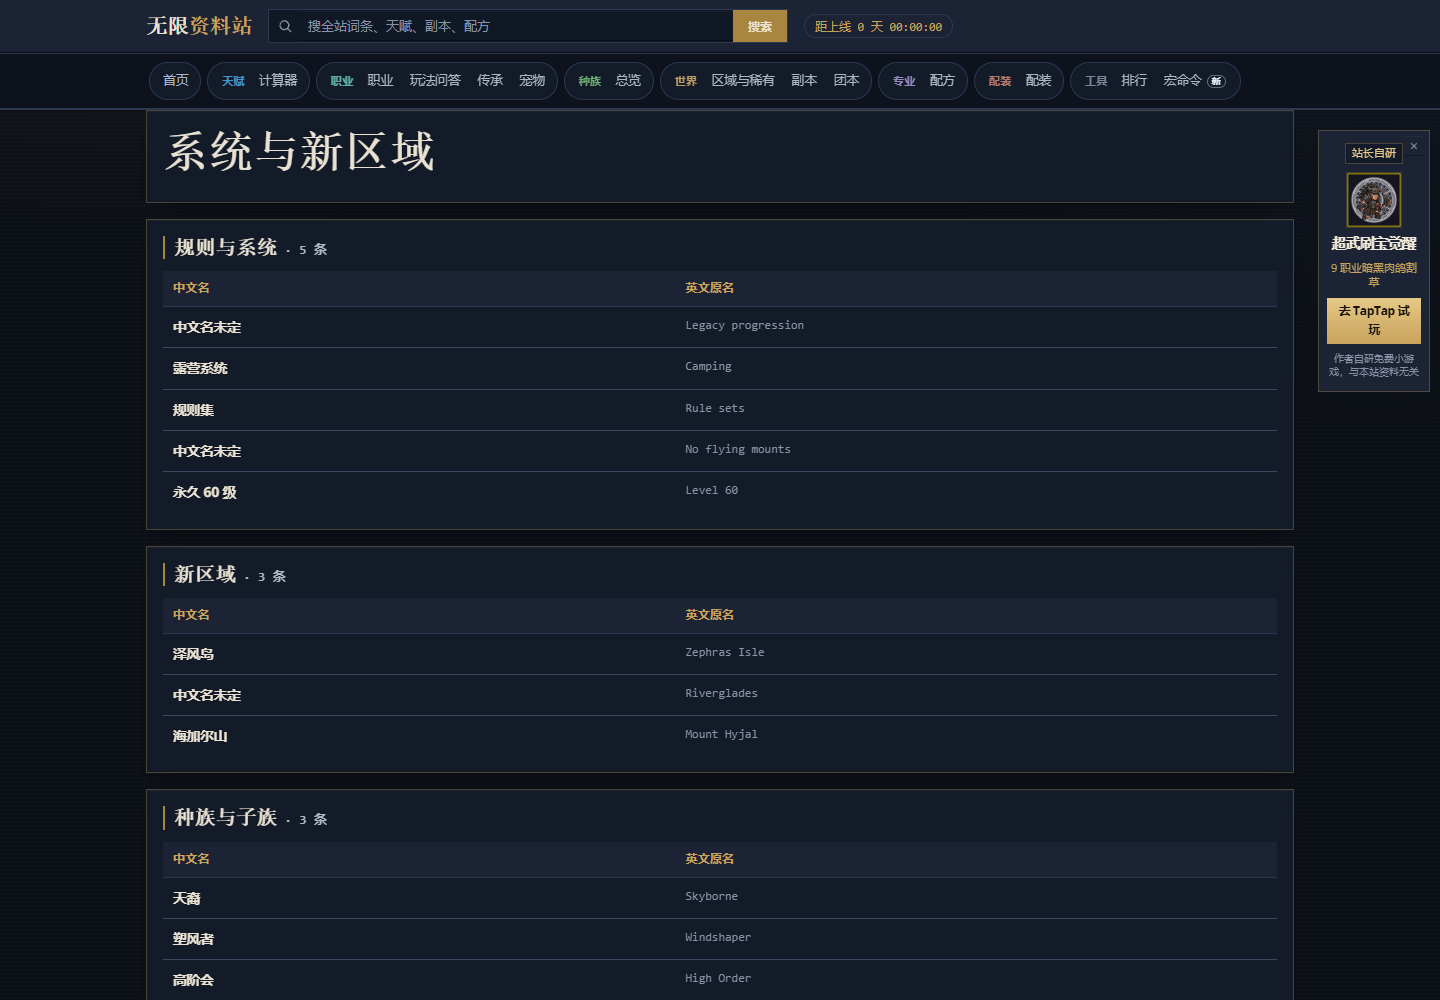 无限资料站
搜全站词条、天赋、副本、配方
搜索
距上线 0 天 00:00:00
首页
天赋 计算器
职业 职业 玩法问答 传承 宠物
种族 总览
世界 区域与稀有 副本 团本
专业 配方
配装 配装
工具 排行 宏命令 新
系统与新区域
规则与系统 · 5 条
中文名 英文原名
中文名未定 Legacy progression
露营系统 Camping
规则集 Rule sets
中文名未定 No flying mounts
永久 60 级 Level 60
新区域 · 3 条
中文名 英文原名
泽风岛 Zephras Isle
中文名未定 Riverglades
海加尔山 Mount Hyjal
种族与子族 · 3 条
中文名 英文原名
天裔 Skyborne
塑风者 Windshaper
高阶会 High Order
站长自研 ×
超武刷宝觉醒
9 职业暗黑肉鸽割
草
去 TapTap 试
玩
作者自研免费小游
戏，与本站资料无关